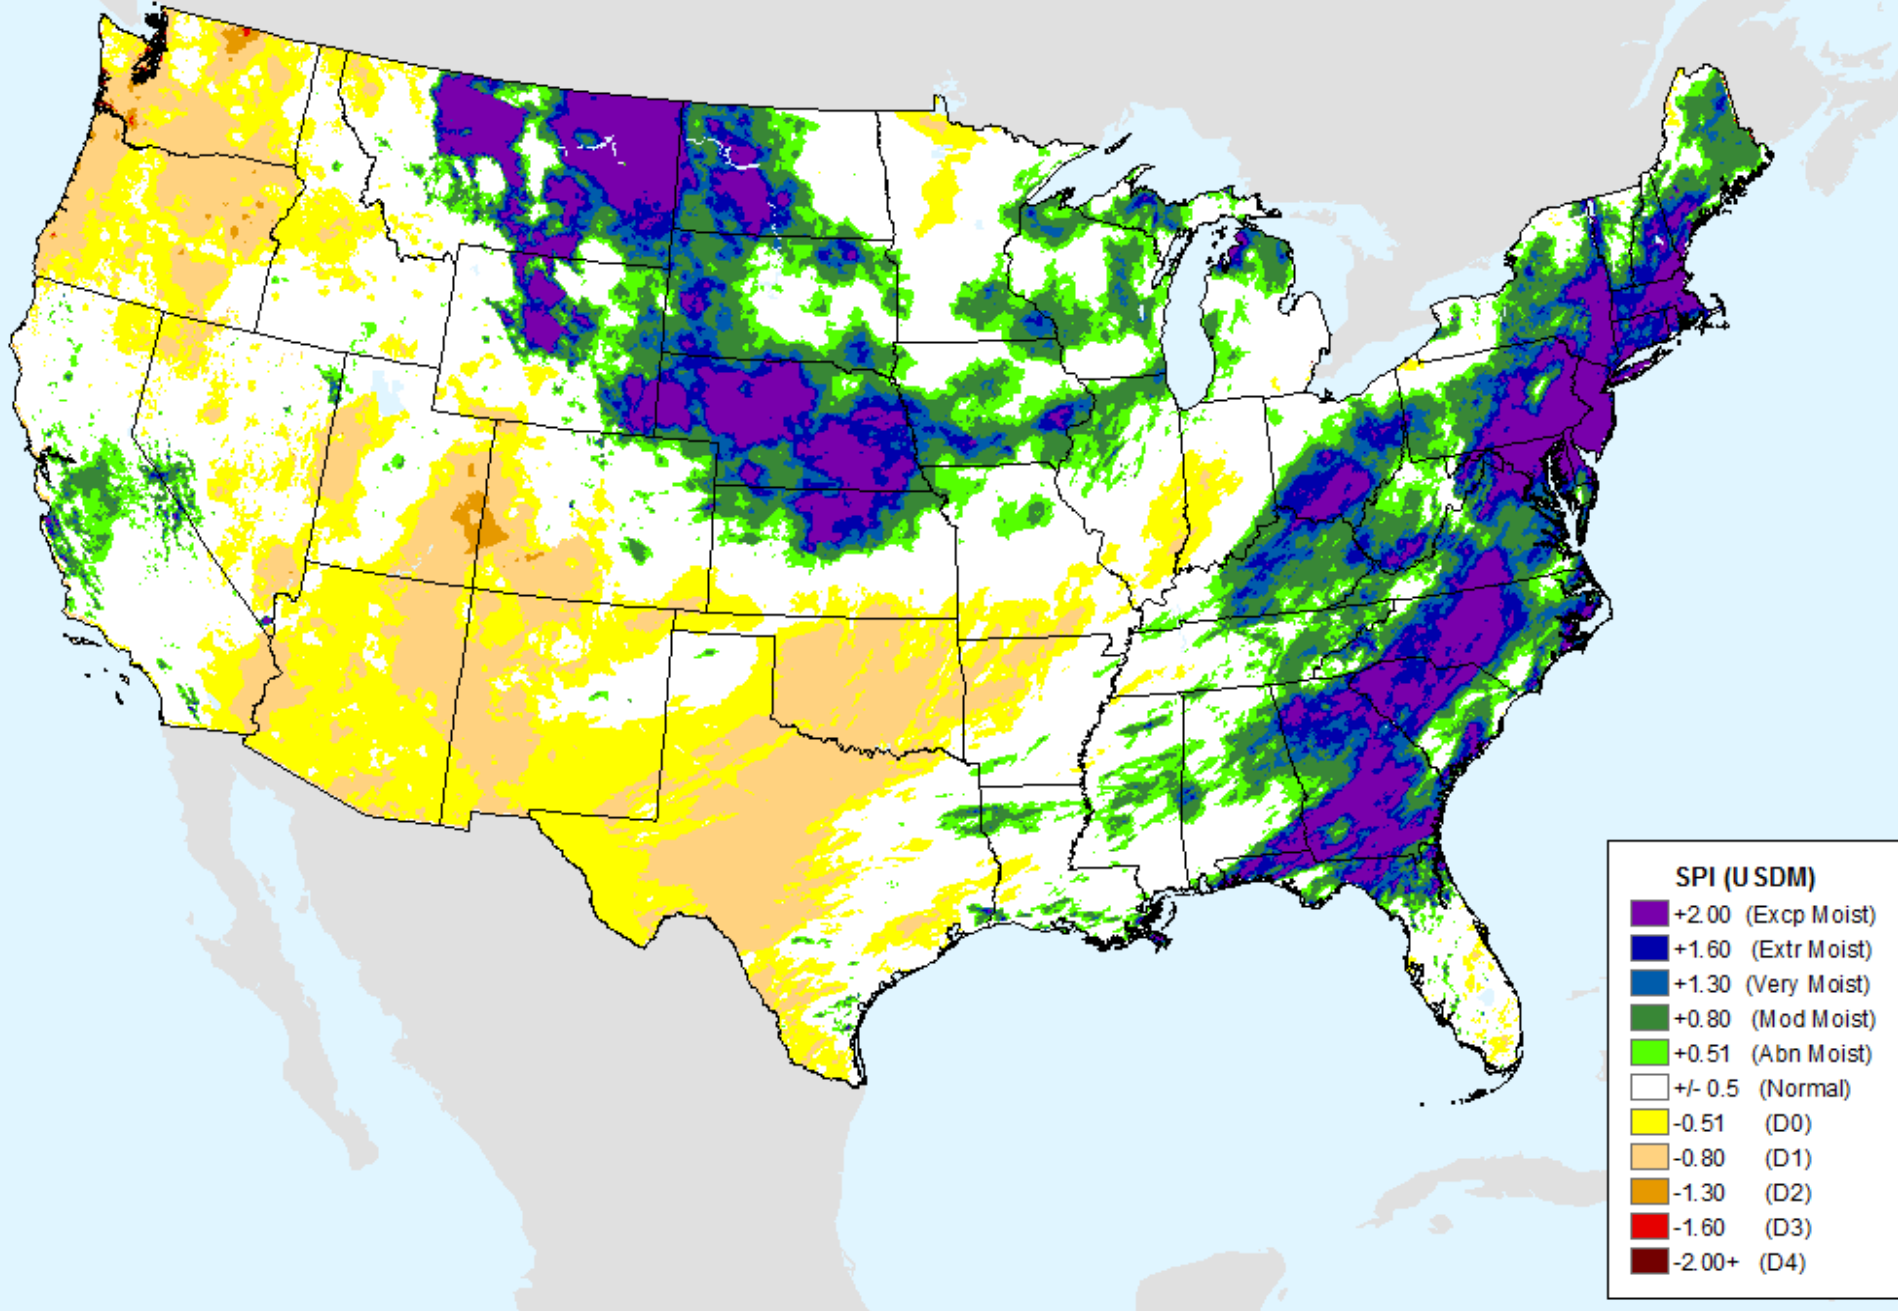 SPI (USDM)
+2.00 (Excp Moist)
+1.60 (Extr Moist)
+1.30 (Very Moist)
+0.80 (Mod Moist)
+0.51 (Abn Moist)
+/- 0.5 (Normal)
-0.51 (D0)
-0.80 (D1)
-1.30 (D2)
-1.60 (D3)
-2.00+ (D4)